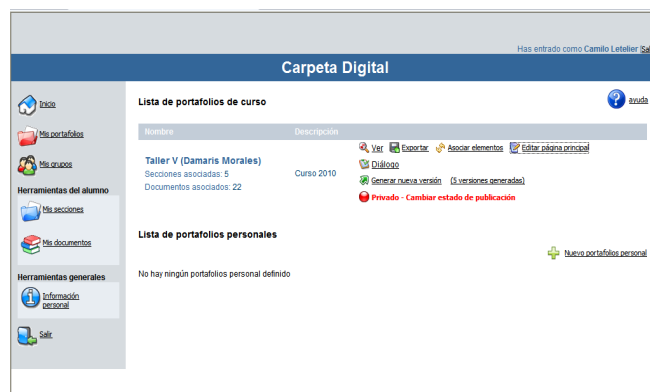 Has entrado como Camilo Letelier
Carpeta Digital
Inicio
Mis portafolios
Mis grupos
Herramientas del alumno
Mis secciones
Mis documentos
Herramientas generales
Información
personal
Salir
Lista de portafolios de curso
ayuda
Nombre Descripción
Taller V (Damaris Morales)
Secciones asociadas: 5
Documentos asociados: 22
Curso 2010
Ver Exportar Asociar elementos Editar página principal
Diálogo
Generar nueva versión (5 versiones generadas)
Privado - Cambiar estado de publicación
Lista de portafolios personales
Nuevo portafolios personal
No hay ningún portafolios personal definido